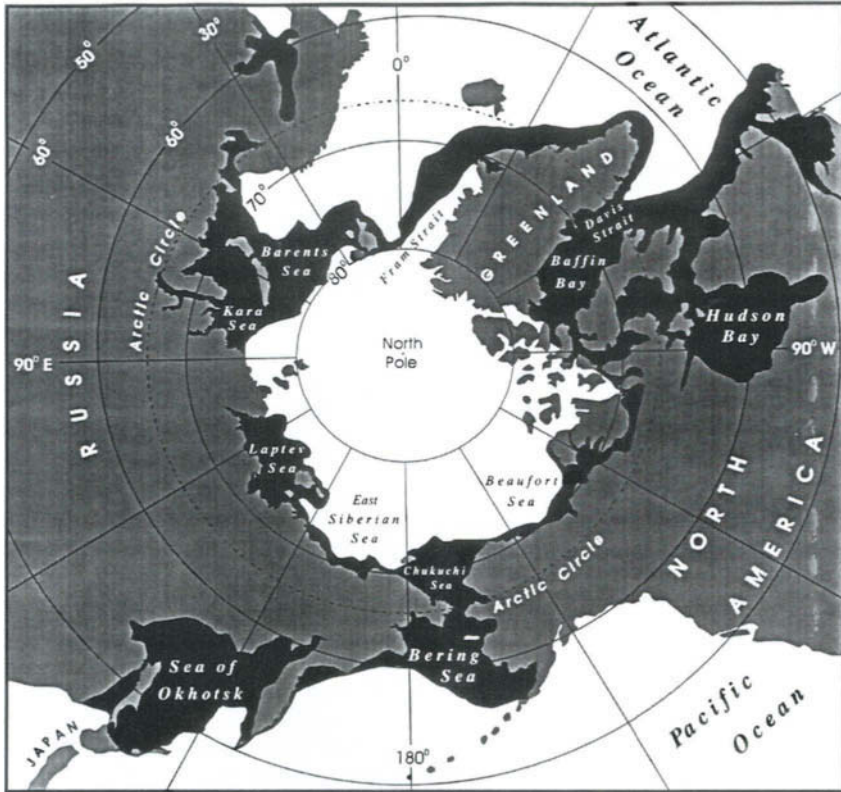 Atlantic
Ocean
50°
30°
0°
60°
60°
70°
80°
Arctic Circle
RUSSIA
Barents
Sea
Kara
Sea
Fram Strait
GREENLAND
Davis
Strait
Baffin
Bay
Hudson
Bay
North
Pole
90° E
90° W
Laptev
Sea
East
Siberian
Sea
Beaufort
Sea
Chukuchi
Sea
Arctic Circle
NORTH
AMERICA
Bering
Sea
Sea of
Okhotsk
JAPAN
180°
Pacific
Ocean